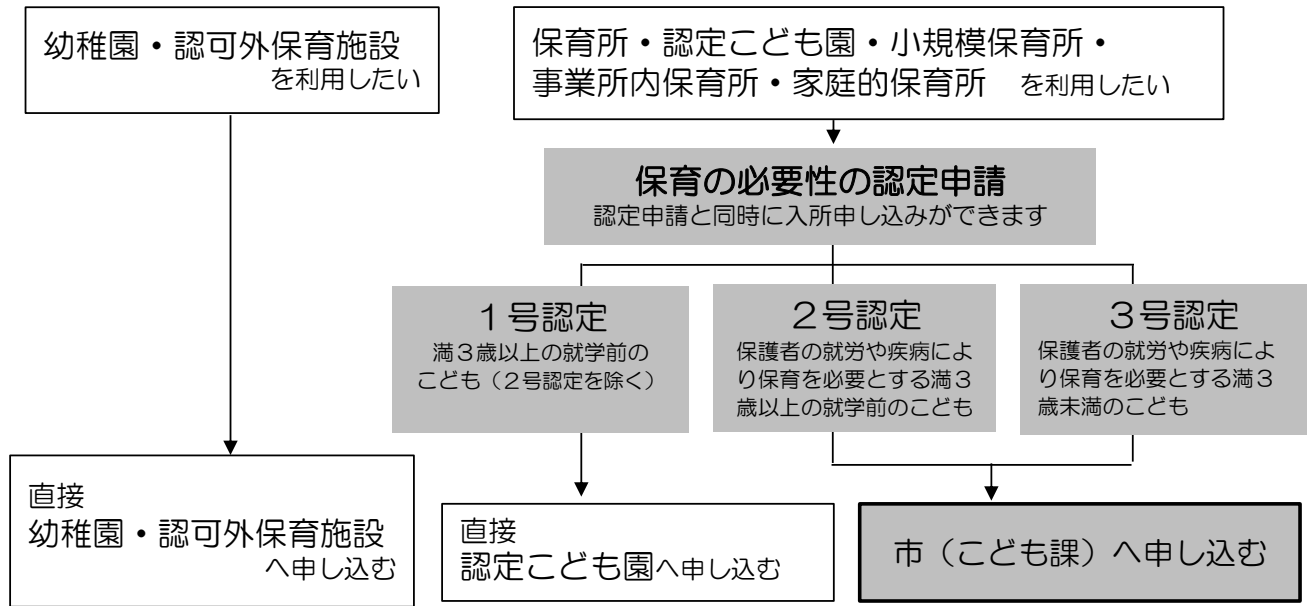 幼稚園・認可外保育施設
を利用したい
保育所・認定こども園・小規模保育所・
事業所内保育所・家庭的保育所 を利用したい
保育の必要性の認定申請
認定申請と同時に入所申し込みができます
１号認定
満３歳以上の就学前の
こども（２号認定を除く）
２号認定
保護者の就労や疾病によ
り保育を必要とする満３
歳以上の就学前のこども
３号認定
保護者の就労や疾病によ
り保育を必要とする満３
歳未満のこども
直接
幼稚園・認可外保育施設
へ申し込む
直接
認定こども園へ申し込む
市（こども課）へ申し込む